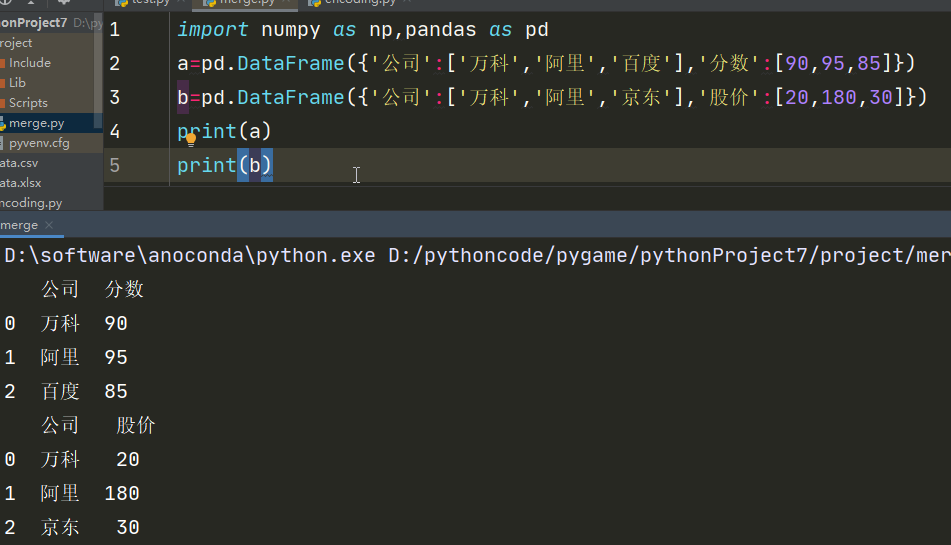 test.py merge.py encoding.py
honProject7 D:\py
roject
Include
Lib
Scripts
merge.py
pyvenv.cfg
ata.csv
ata.xlsx
ncoding.py
1 import numpy as np,pandas as pd
2 a=pd.DataFrame({'公司':['万科','阿里','百度'],'分数':[90,95,85]})
3 b=pd.DataFrame({'公司':['万科','阿里','京东'],'股价':[20,180,30]})
4 print(a)
5 print(b)
merge
D:\software\anoconda\python.exe D:/pythoncode/pygame/pythonProject7/project/mer
公司 分数
0 万科 90
1 阿里 95
2 百度 85
公司 股价
0 万科 20
1 阿里 180
2 京东 30